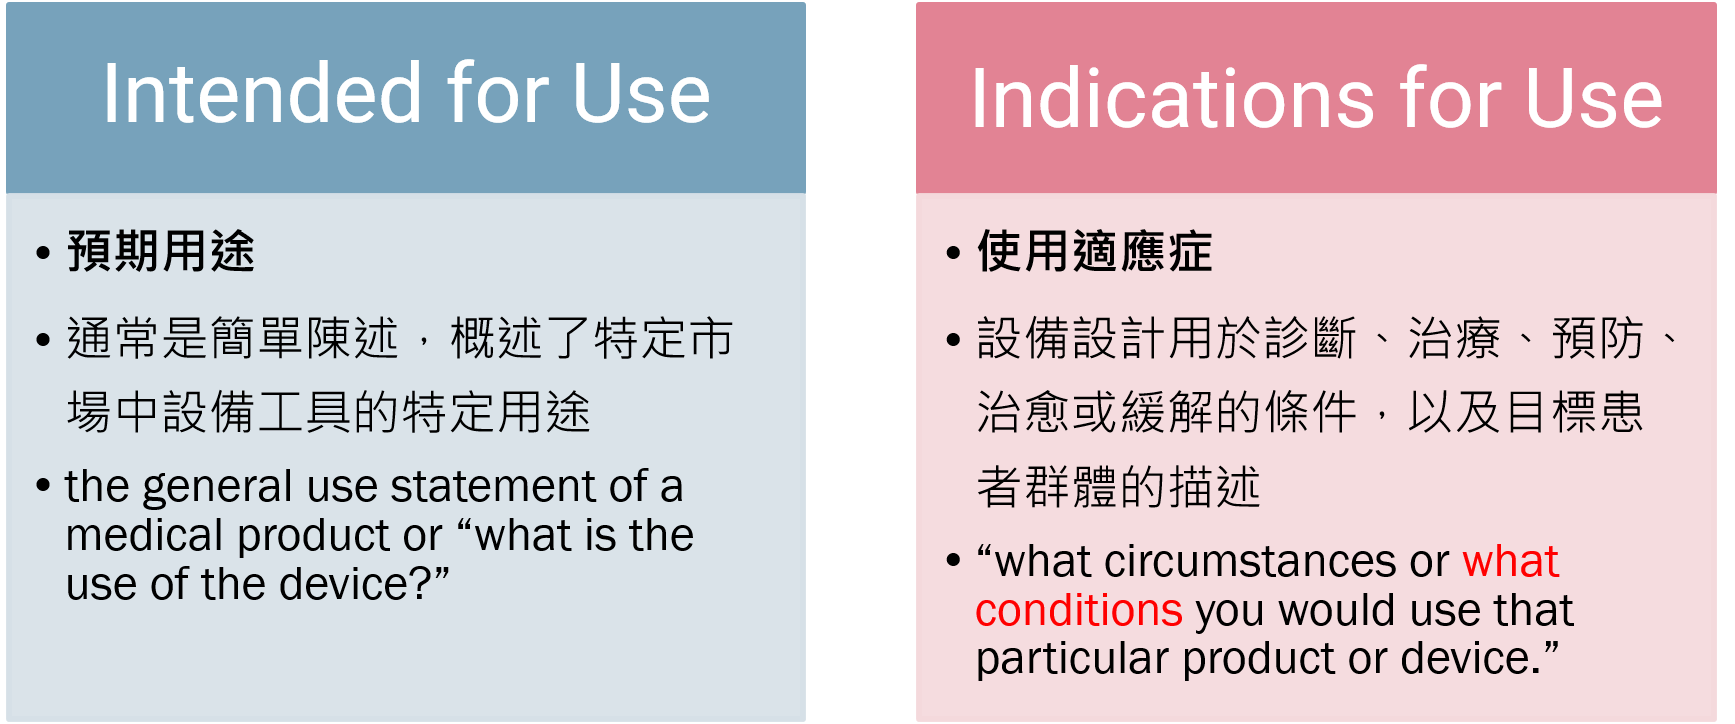 Intended for Use
• 預期用途
• 通常是簡單陳述，概述了特定市
場中設備工具的特定用途
• the general use statement of a
medical product or “what is the
use of the device?”
Indications for Use
• 使用適應症
• 設備設計用於診斷、治療、預防、
治愈或緩解的條件，以及目標患
者群體的描述
• “what circumstances or what
conditions you would use that
particular product or device.”